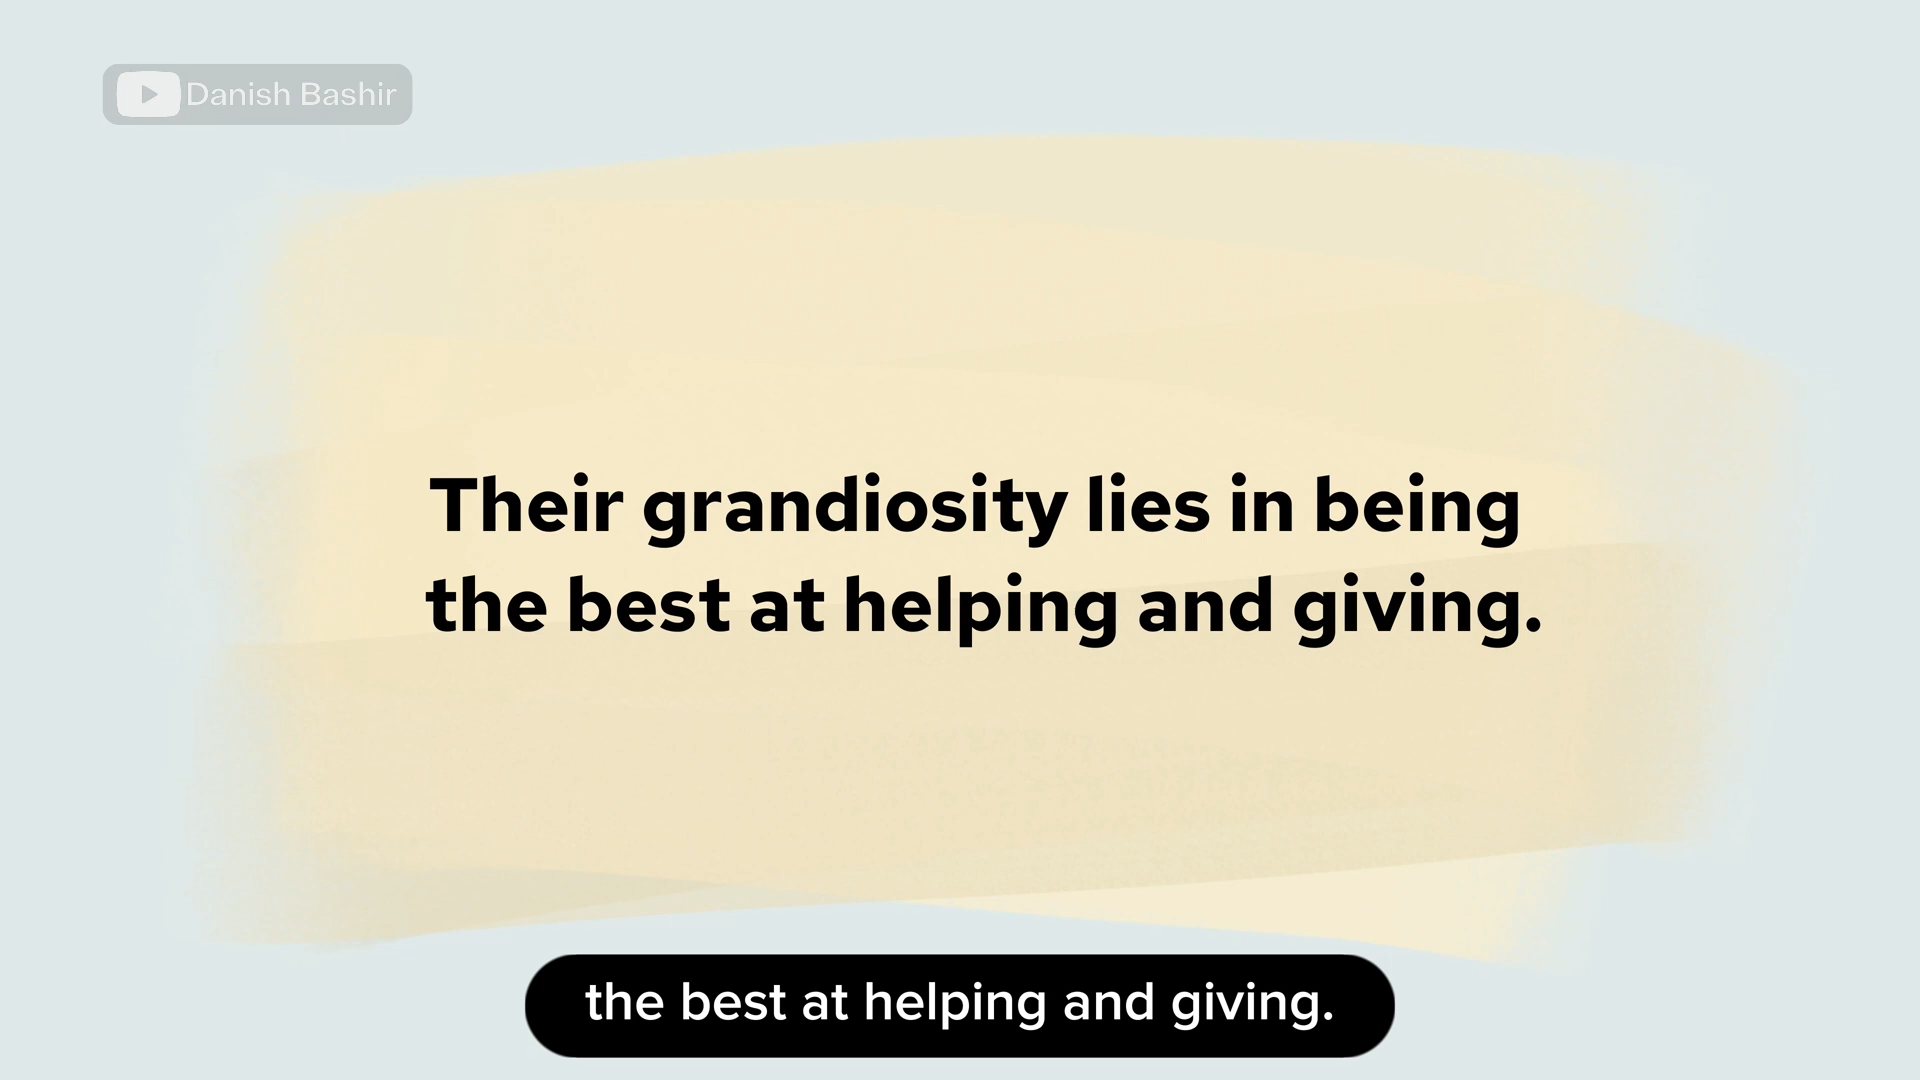 Danish Bashir
Their grandiosity lies in being
the best at helping and giving.
the best at helping and giving.